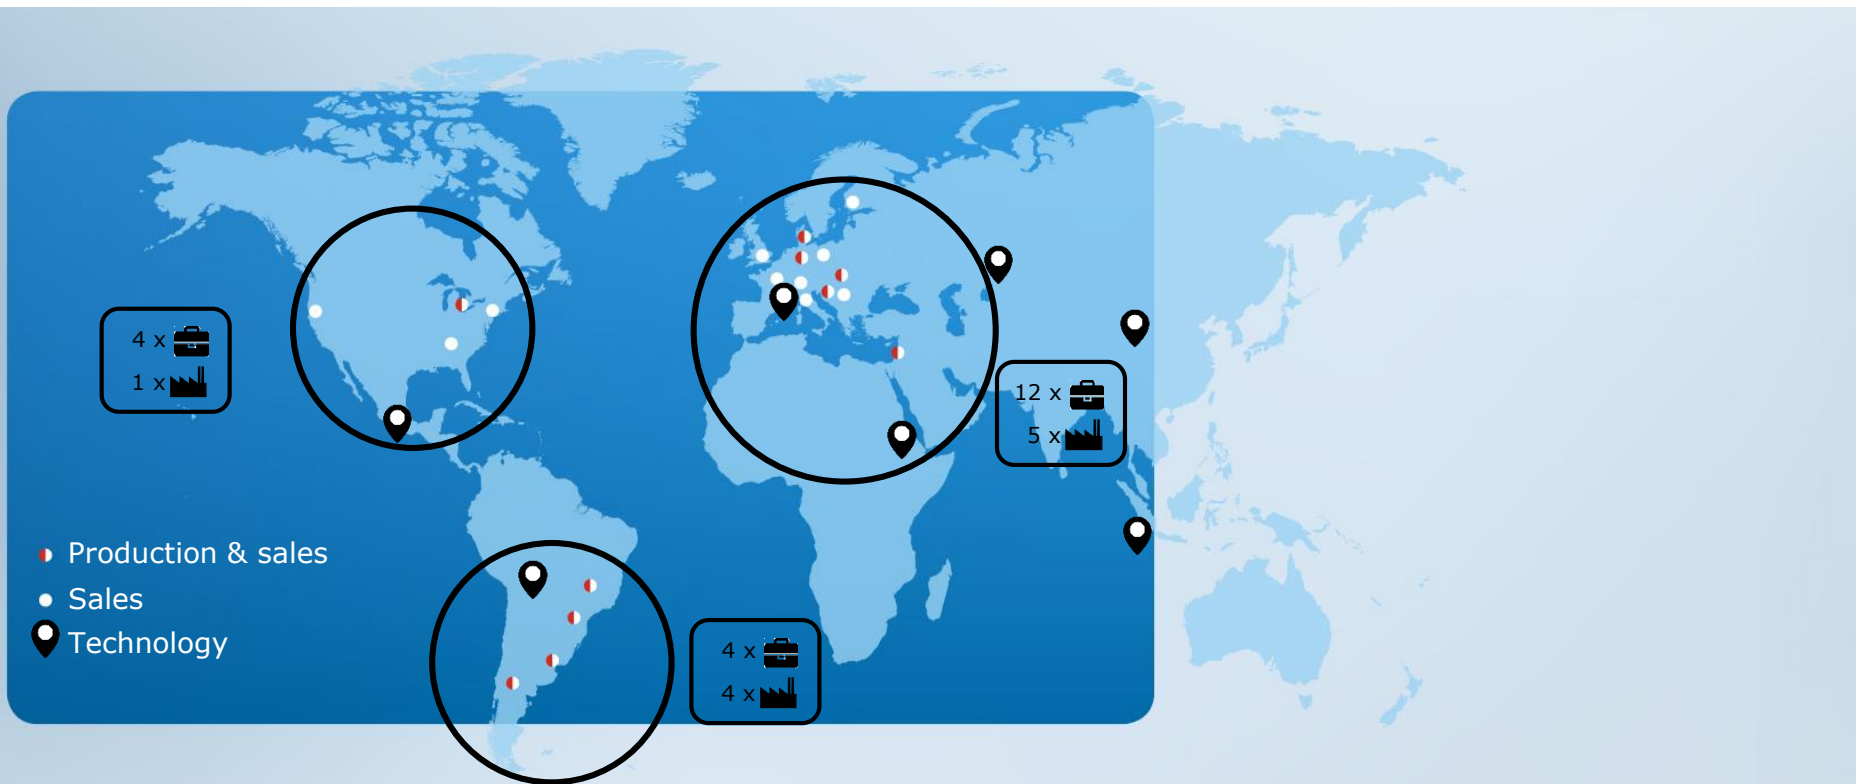 4 x
1 x
12 x
5 x
Production & sales
Sales
Technology
4 x
4 x